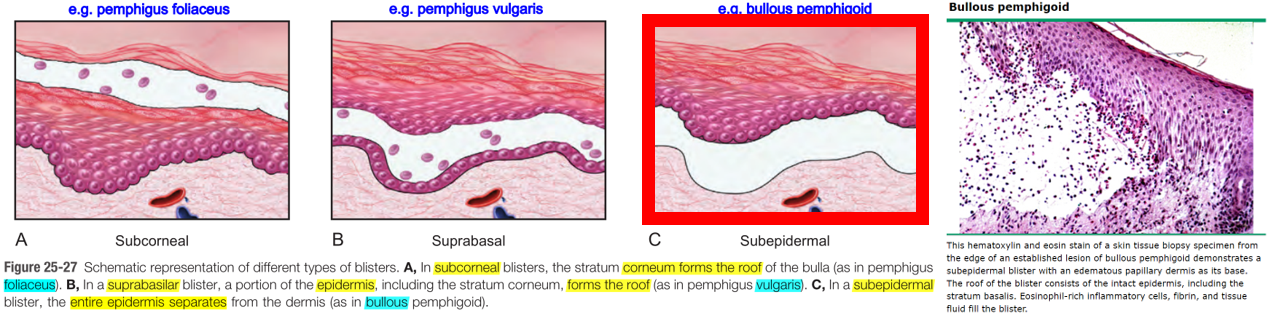 e.g. pemphigus foliaceus
e.g. pemphigus vulgaris
e.g. bullous pemphigoid
Bullous pemphigoid
A
Subcorneal
B
Suprabasal
C
Subepidermal
Figure 25-27 Schematic representation of different types of blisters. A, In subcorneal blisters, the stratum corneum forms the roof of the bulla (as in pemphigus
foliaceus). B, In a suprabasilar blister, a portion of the epidermis, including the stratum corneum, forms the roof (as in pemphigus vulgaris). C, In a subepidermal
blister, the entire epidermis separates from the dermis (as in bullous pemphigoid).
This hematoxylin and eosin stain of a skin tissue biopsy specimen from
the edge of an established lesion of bullous pemphigoid demonstrates a
subepidermal blister with an edematous papillary dermis as its base.
The roof of the blister consists of the intact epidermis, including the
stratum basalis. Eosinophil-rich inflammatory cells, fibrin, and tissue
fluid fill the blister.